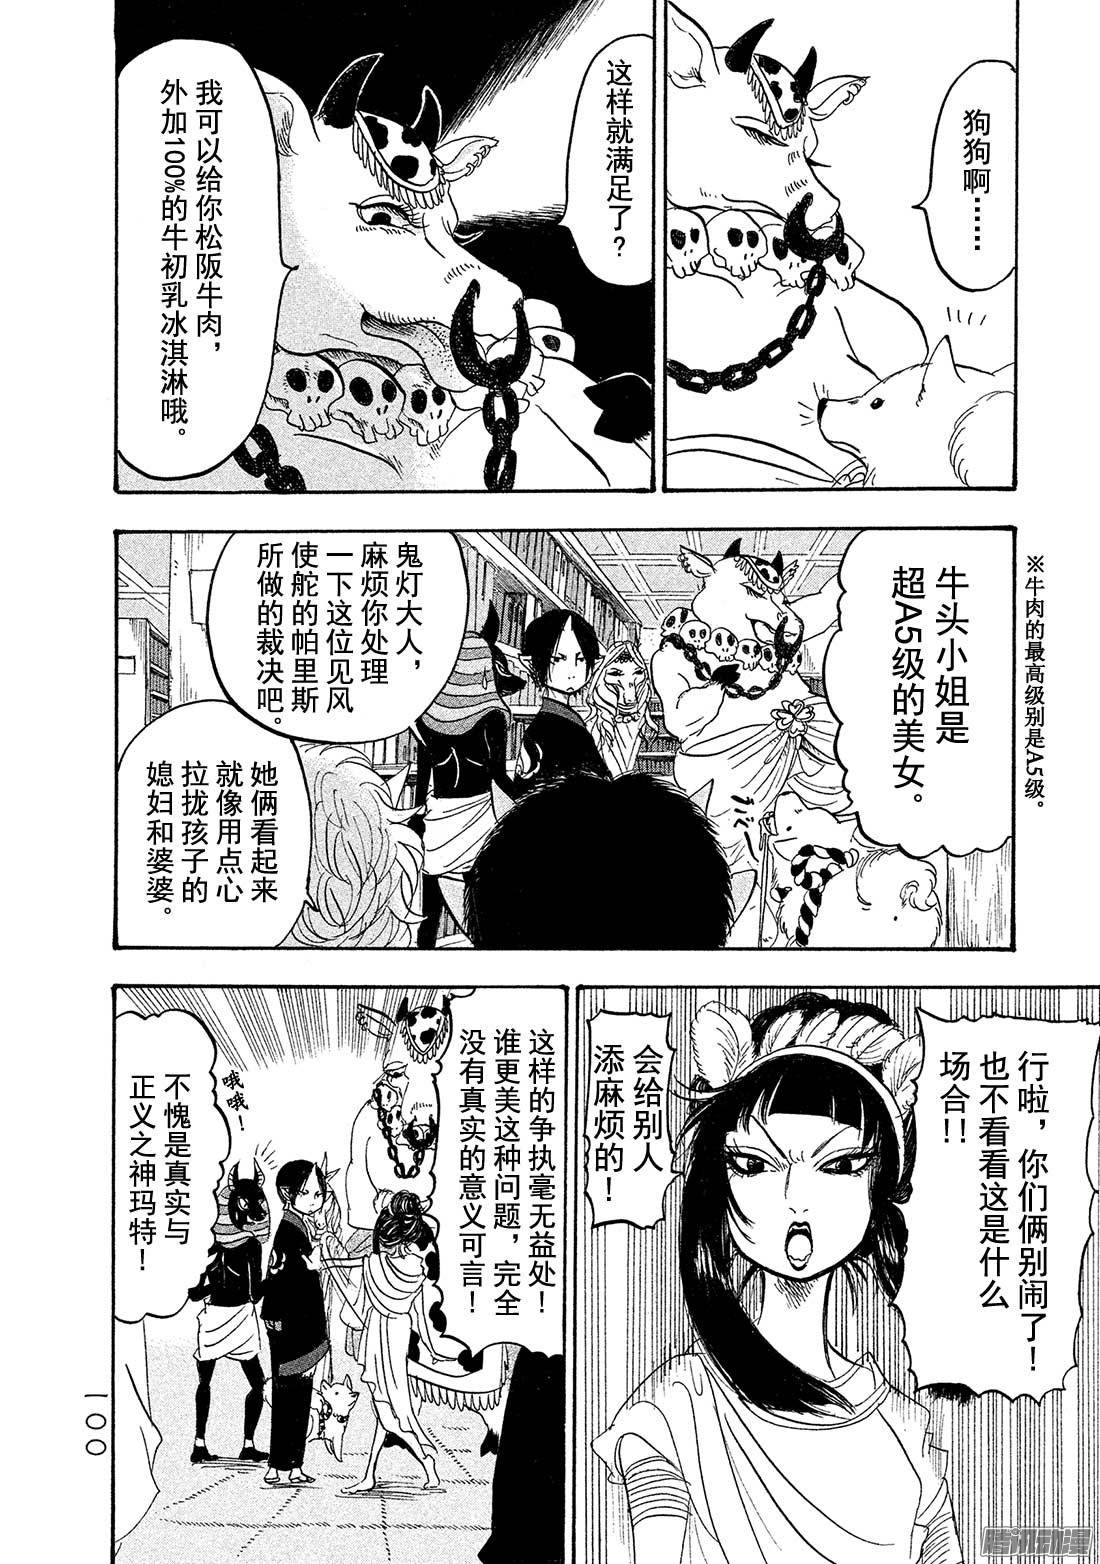 狗狗啊……
这样就满足了？
我可以给你松阪牛肉，
外加100%的牛初乳冰淇淋哦。
※牛肉的最高级别是A5级。
牛头小姐是
超A5级的美女。
鬼灯大人，
麻烦你处理
一下这位见风
使舵的帕里斯
所做的裁决吧。
她俩看起来
就像用点心
拉拢孩子的
媳妇和婆婆。
行啦，你们俩别闹了！
也不看看这是什么
场合！！
会给别人
添麻烦的！
这样的争执毫无益处！
谁更美这种问题，完全
没有真实的意义可言！
哦
哦！
不愧是真实与
正义之神玛特！
100
腾讯动漫